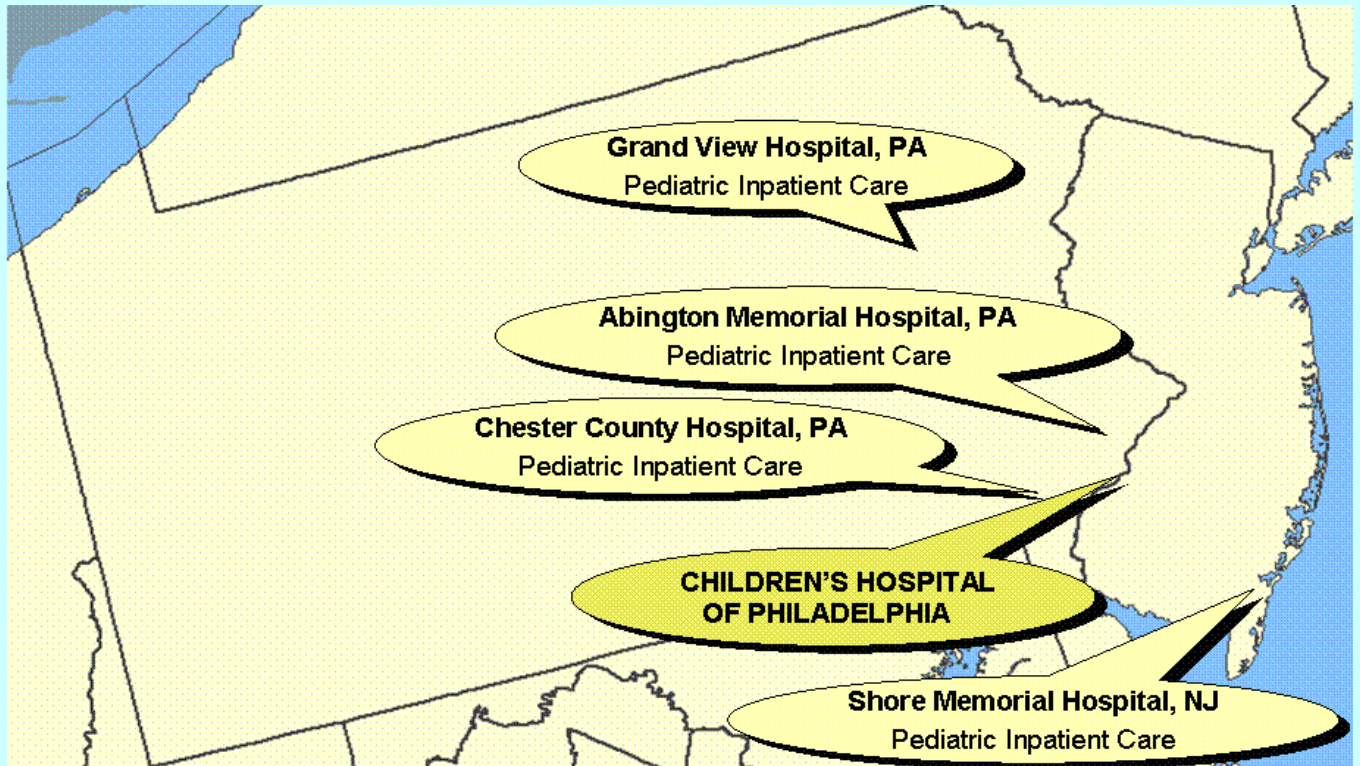 Grand View Hospital, PA
Pediatric Inpatient Care
Abington Memorial Hospital, PA
Pediatric Inpatient Care
Chester County Hospital, PA
Pediatric Inpatient Care
CHILDREN'S HOSPITAL
OF PHILADELPHIA
Shore Memorial Hospital, NJ
Pediatric Inpatient Care